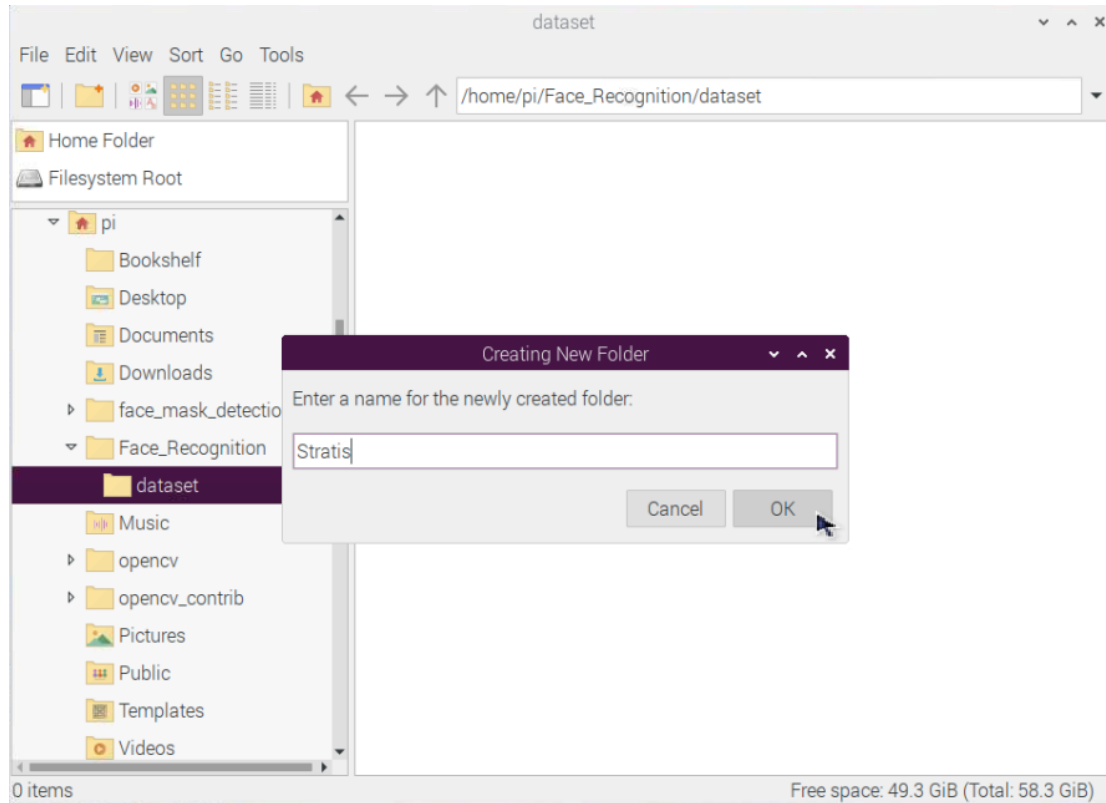 dataset
File Edit View Sort Go Tools
/home/pi/Face_Recognition/dataset
Home Folder
Filesystem Root
pi
Bookshelf
Desktop
Documents
Downloads
face_mask_detectio
Face_Recognition
dataset
Music
opencv
opencv_contrib
Pictures
Public
Templates
Videos
Creating New Folder
Enter a name for the newly created folder:
Stratis
Cancel OK
0 items Free space: 49.3 GiB (Total: 58.3 GiB)